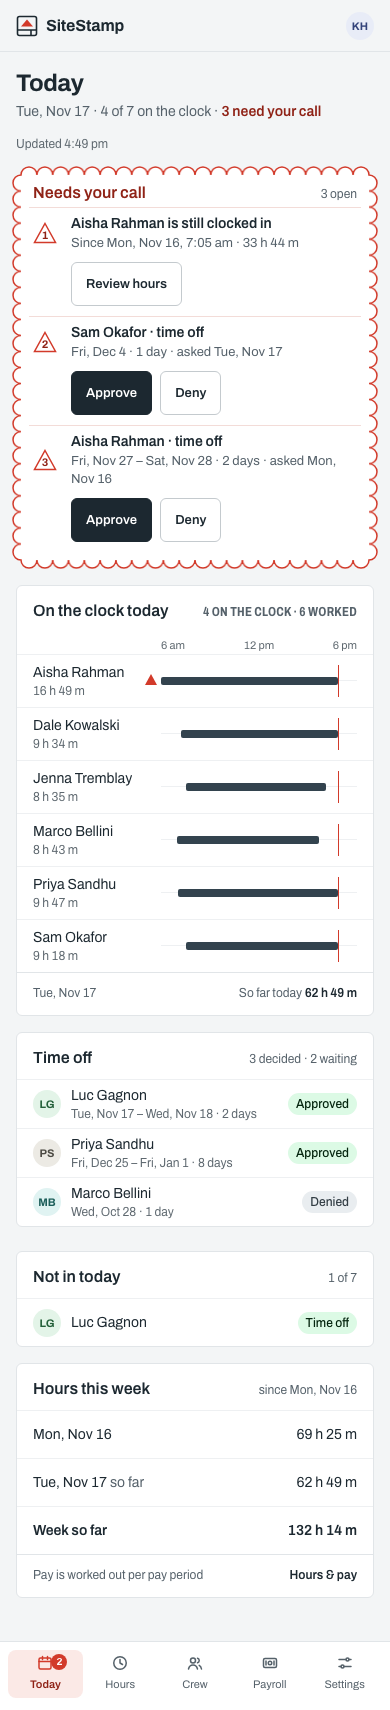 SiteStamp
KH
Today
Tue, Nov 17 · 4 of 7 on the clock · 3 need your call
Updated 4:49 pm
Needs your call
3 open
1
Aisha Rahman is still clocked in
Since Mon, Nov 16, 7:05 am · 33 h 44 m
Review hours
2
Sam Okafor · time off
Fri, Dec 4 · 1 day · asked Tue, Nov 17
Approve
Deny
3
Aisha Rahman · time off
Fri, Nov 27 – Sat, Nov 28 · 2 days · asked Mon,
Nov 16
Approve
Deny
On the clock today
4 ON THE CLOCK · 6 WORKED
6 am
12 pm
6 pm
Aisha Rahman
16 h 49 m
Dale Kowalski
9 h 34 m
Jenna Tremblay
8 h 35 m
Marco Bellini
8 h 43 m
Priya Sandhu
9 h 47 m
Sam Okafor
9 h 18 m
Tue, Nov 17
So far today 62 h 49 m
Time off
3 decided · 2 waiting
LG
Luc Gagnon
Tue, Nov 17 – Wed, Nov 18 · 2 days
Approved
PS
Priya Sandhu
Fri, Dec 25 – Fri, Jan 1 · 8 days
Approved
MB
Marco Bellini
Wed, Oct 28 · 1 day
Denied
Not in today
1 of 7
LG
Luc Gagnon
Time off
Hours this week
since Mon, Nov 16
Mon, Nov 16
69 h 25 m
Tue, Nov 17 so far
62 h 49 m
Week so far
132 h 14 m
Pay is worked out per pay period
Hours & pay
2
Today
Hours
Crew
Payroll
Settings